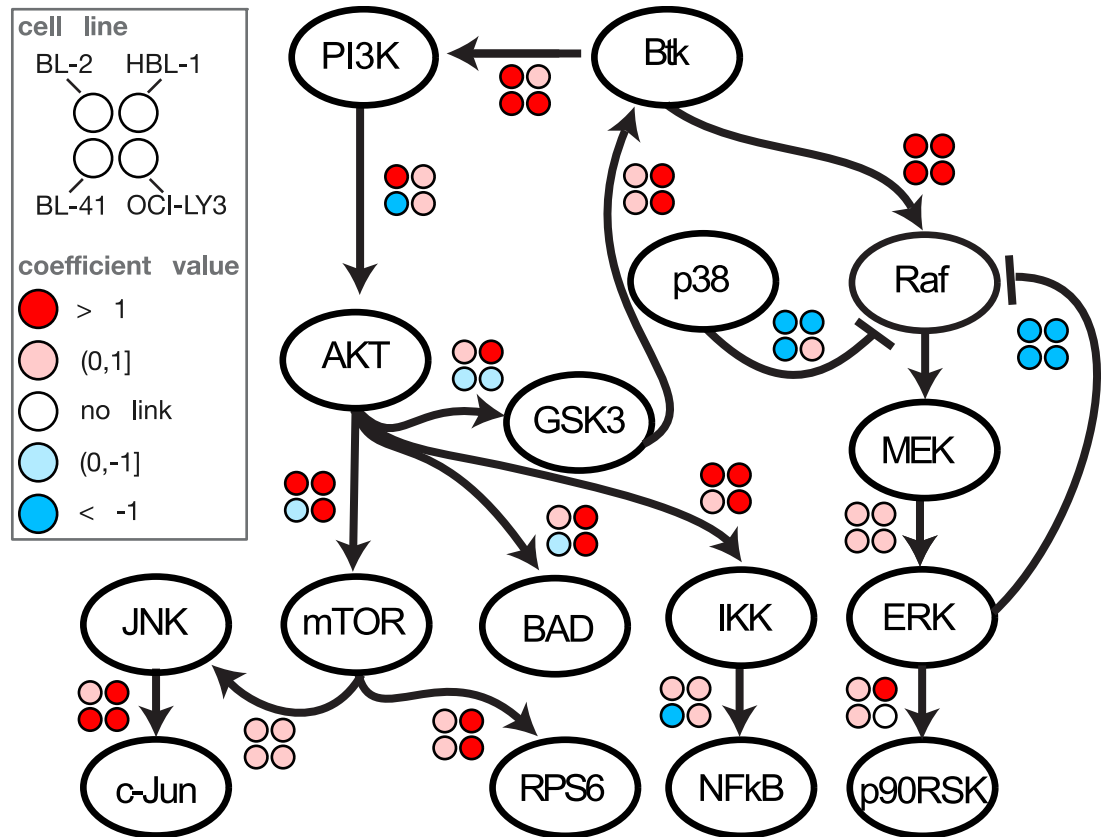 cell line
BL-2 HBL-1
BL-41 OCI-LY3
coefficient value
> 1
(0,1]
no link
(0,-1]
< -1
PI3K
Btk
p38
Raf
AKT
GSK3
MEK
JNK
mTOR
BAD
IKK
ERK
c-Jun
RPS6
NFkB
p90RSK